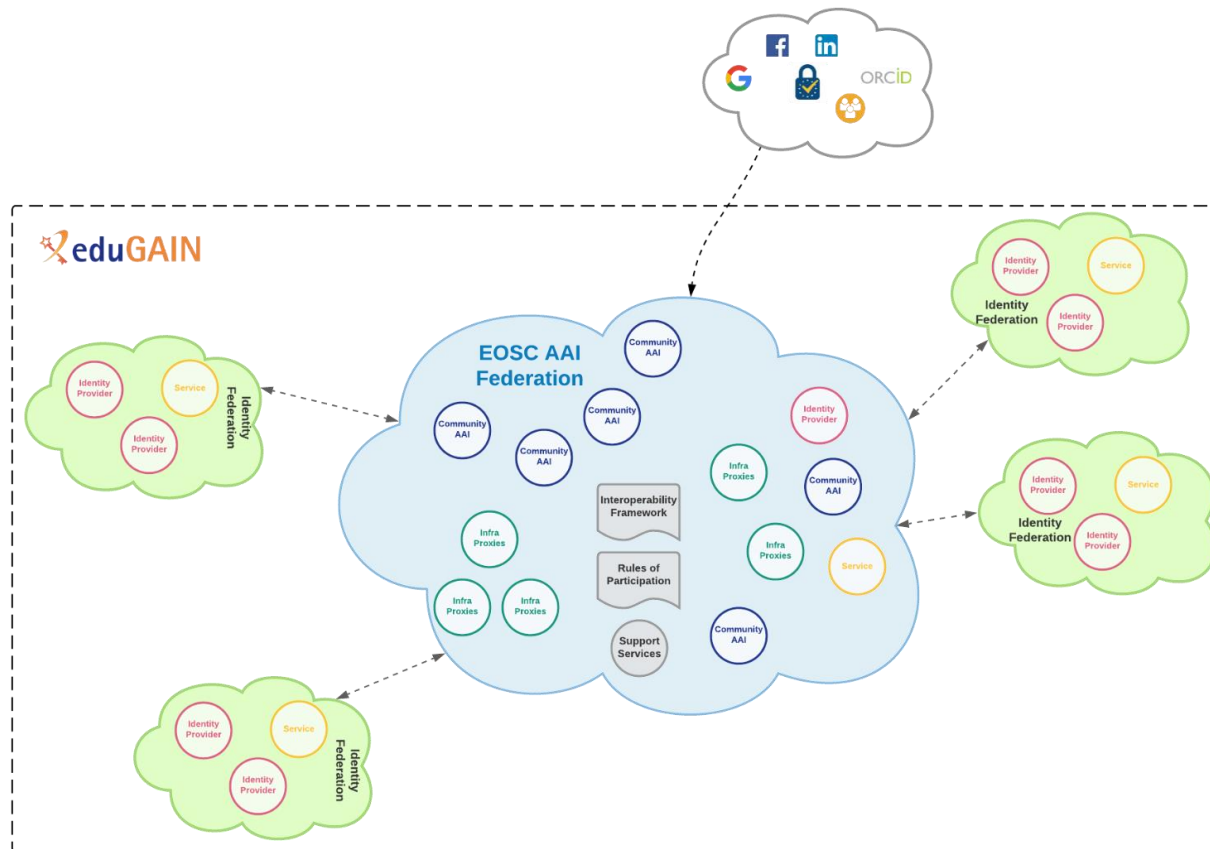 f
in
G
ORCiD
eduGAIN
Identity
Provider
Service
Identity
Provider
Identity
Federation
EOSC AAI
Federation
Community
AAI
Community
AAI
Community
AAI
Community
AAI
Identity
Provider
Infra
Proxies
Community
AAI
Interoperability
Framework
Infra
Proxies
Infra
Proxies
Service
Rules of
Participation
Infra
Proxies
Infra
Proxies
Support
Services
Community
AAI
Identity
Provider
Service
Identity
Provider
Identity
Federation
Identity
Provider
Service
Identity
Provider
Identity
Federation
Identity
Provider
Service
Identity
Provider
Identity
Federation